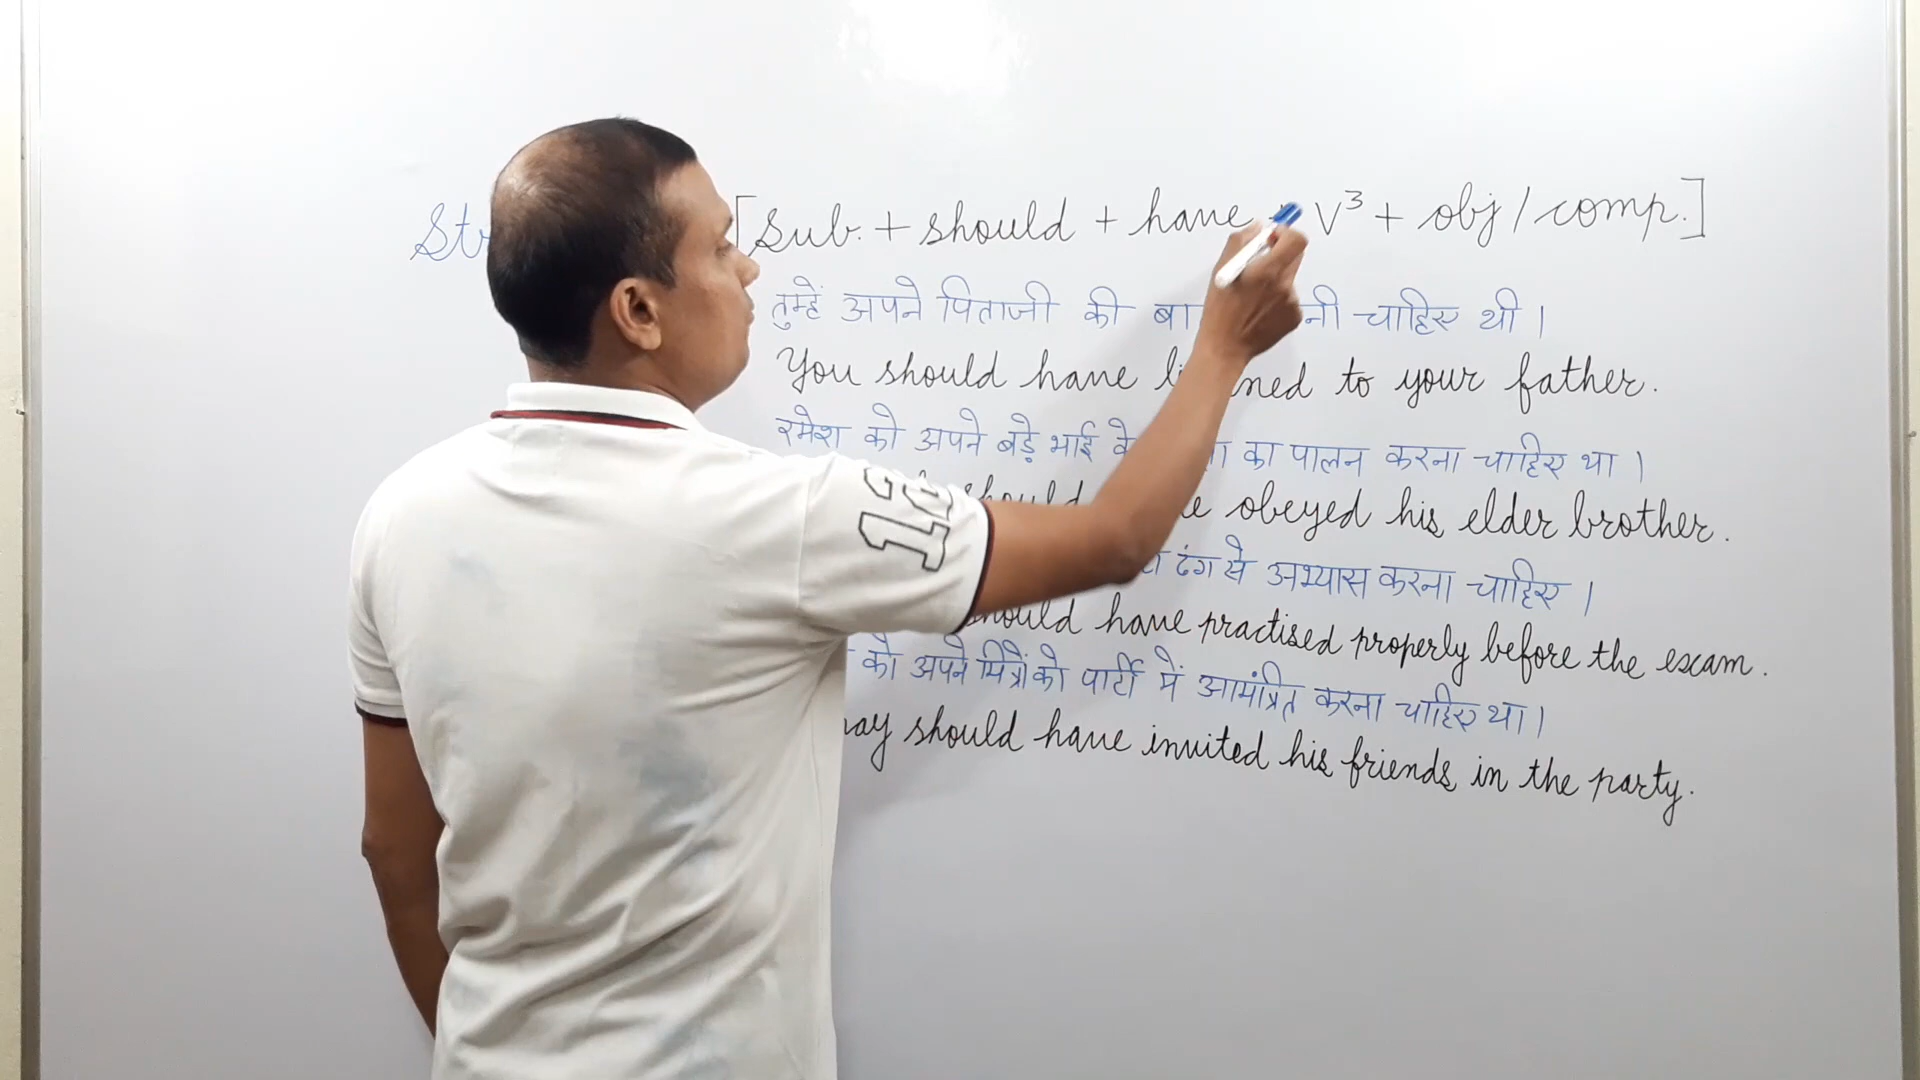 [Sub. + should + have + V³ + obj/comp.]
तुम्हें अपने पिताजी की चाहिए थी।
You should have to your father.
रमेश को अपने बड़े भाई का पालन करना चाहिए था।
should obeyed his elder brother.
ढंग से अभ्यास करना चाहिए।
should have practised properly before the exam.
को अपने मित्रों को पार्टी में आमंत्रित करना चाहिए था।
should have invited his friends in the party.
12